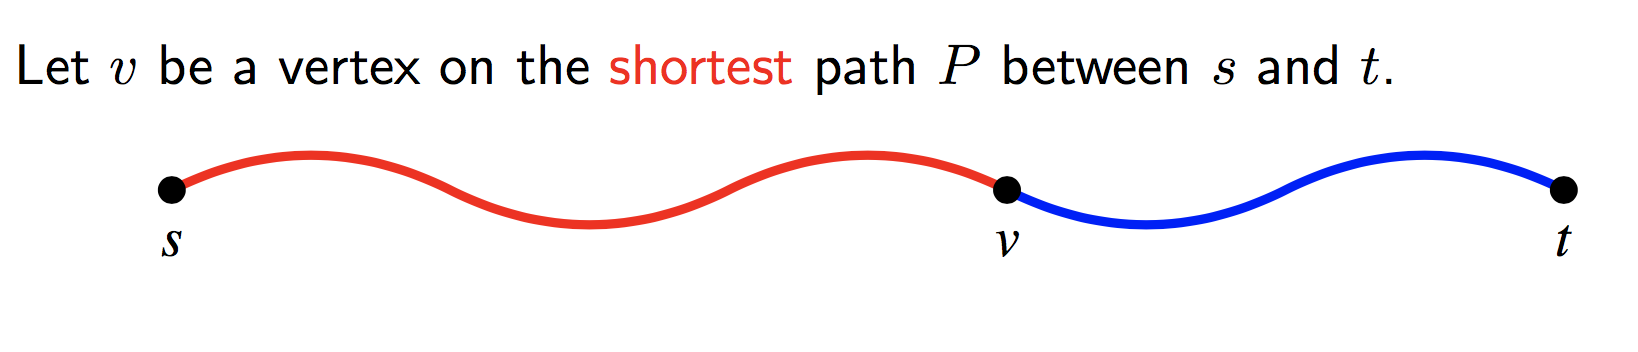 Let v be a vertex on the shortest path P between s and t.
s v t